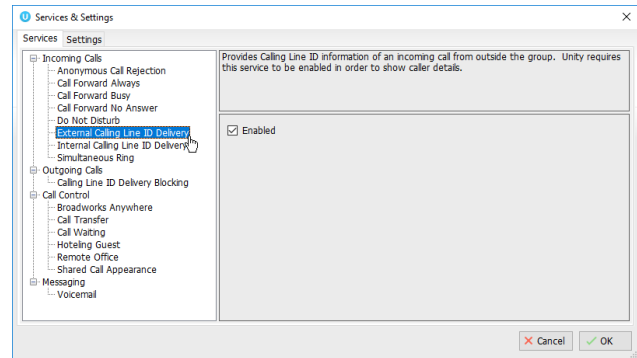 Services & Settings
Services Settings
Incoming Calls
Anonymous Call Rejection
Call Forward Always
Call Forward Busy
Call Forward No Answer
Do Not Disturb
External Calling Line ID Delivery
Internal Calling Line ID Delivery
Simultaneous Ring
Outgoing Calls
Calling Line ID Delivery Blocking
Call Control
Broadworks Anywhere
Call Transfer
Call Waiting
Hoteling Guest
Remote Office
Shared Call Appearance
Messaging
Voicemail
Provides Calling Line ID information of an incoming call from outside the group. Unity requires
this service to be enabled in order to show caller details.
Enabled
Cancel OK